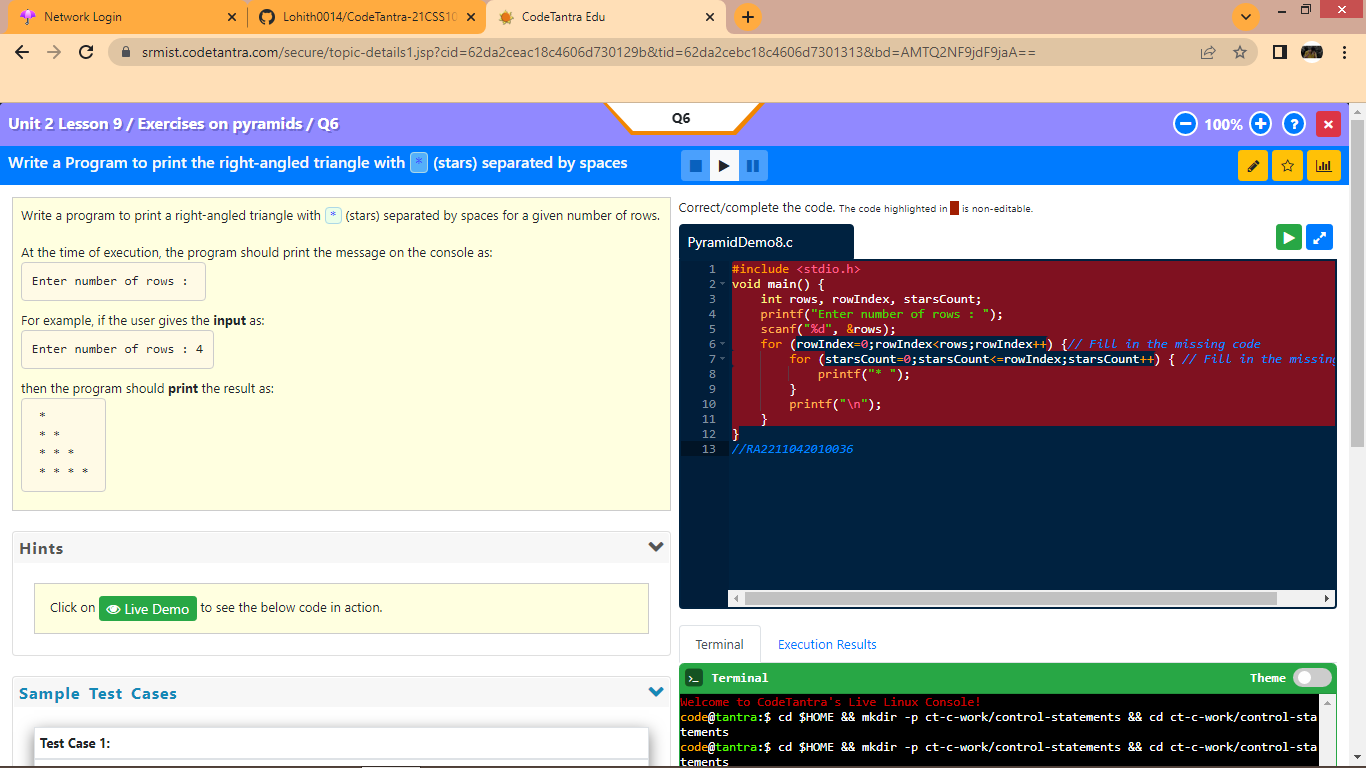 Network Login
Lohith0014/CodeTantra-21CSS10
CodeTantra Edu
srmist.codetantra.com/secure/topic-details1.jsp?cid=62da2ceac18c4606d730129b&tid=62da2cebc18c4606d7301313&bd=AMTQ2NF9jdF9jaA==
Unit 2 Lesson 9 / Exercises on pyramids / Q6
Q6
100%
Write a Program to print the right-angled triangle with * (stars) separated by spaces
Write a program to print a right-angled triangle with * (stars) separated by spaces for a given number of rows.
At the time of execution, the program should print the message on the console as:
Enter number of rows :
For example, if the user gives the input as:
Enter number of rows : 4
then the program should print the result as:
*
* *
* * *
* * * *
Hints
Click on Live Demo to see the below code in action.
Sample Test Cases
Test Case 1:
Correct/complete the code. The code highlighted in is non-editable.
PyramidDemo8.c
1 #include <stdio.h>
2 void main() {
3 int rows, rowIndex, starsCount;
4 printf("Enter number of rows : ");
5 scanf("%d", &rows);
6 for (rowIndex=0;rowIndex<rows;rowIndex++) {// Fill in the missing code
7 for (starsCount=0;starsCount<=rowIndex;starsCount++) { // Fill in the missing
8 printf("* ");
9 }
10 printf("\n");
11 }
12 }
13 //RA2211042010036
Terminal Execution Results
Terminal Theme
Welcome to CodeTantra's Live Linux Console!
code@tantra:$ cd $HOME && mkdir -p ct-c-work/control-statements && cd ct-c-work/control-sta
tements
code@tantra:$ cd $HOME && mkdir -p ct-c-work/control-statements && cd ct-c-work/control-sta
tements